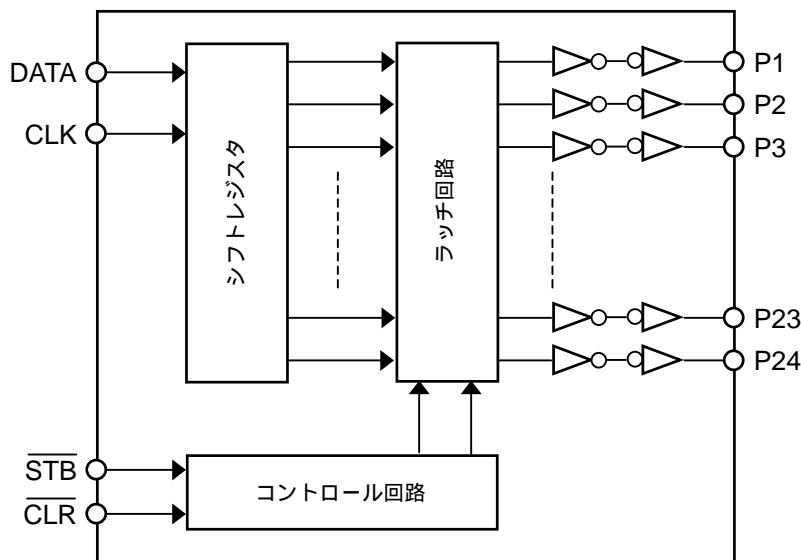 DATA
CLK
シフトレジスタ
ラッチ回路
P1
P2
P3
P23
P24
STB
CLR
コントロール回路